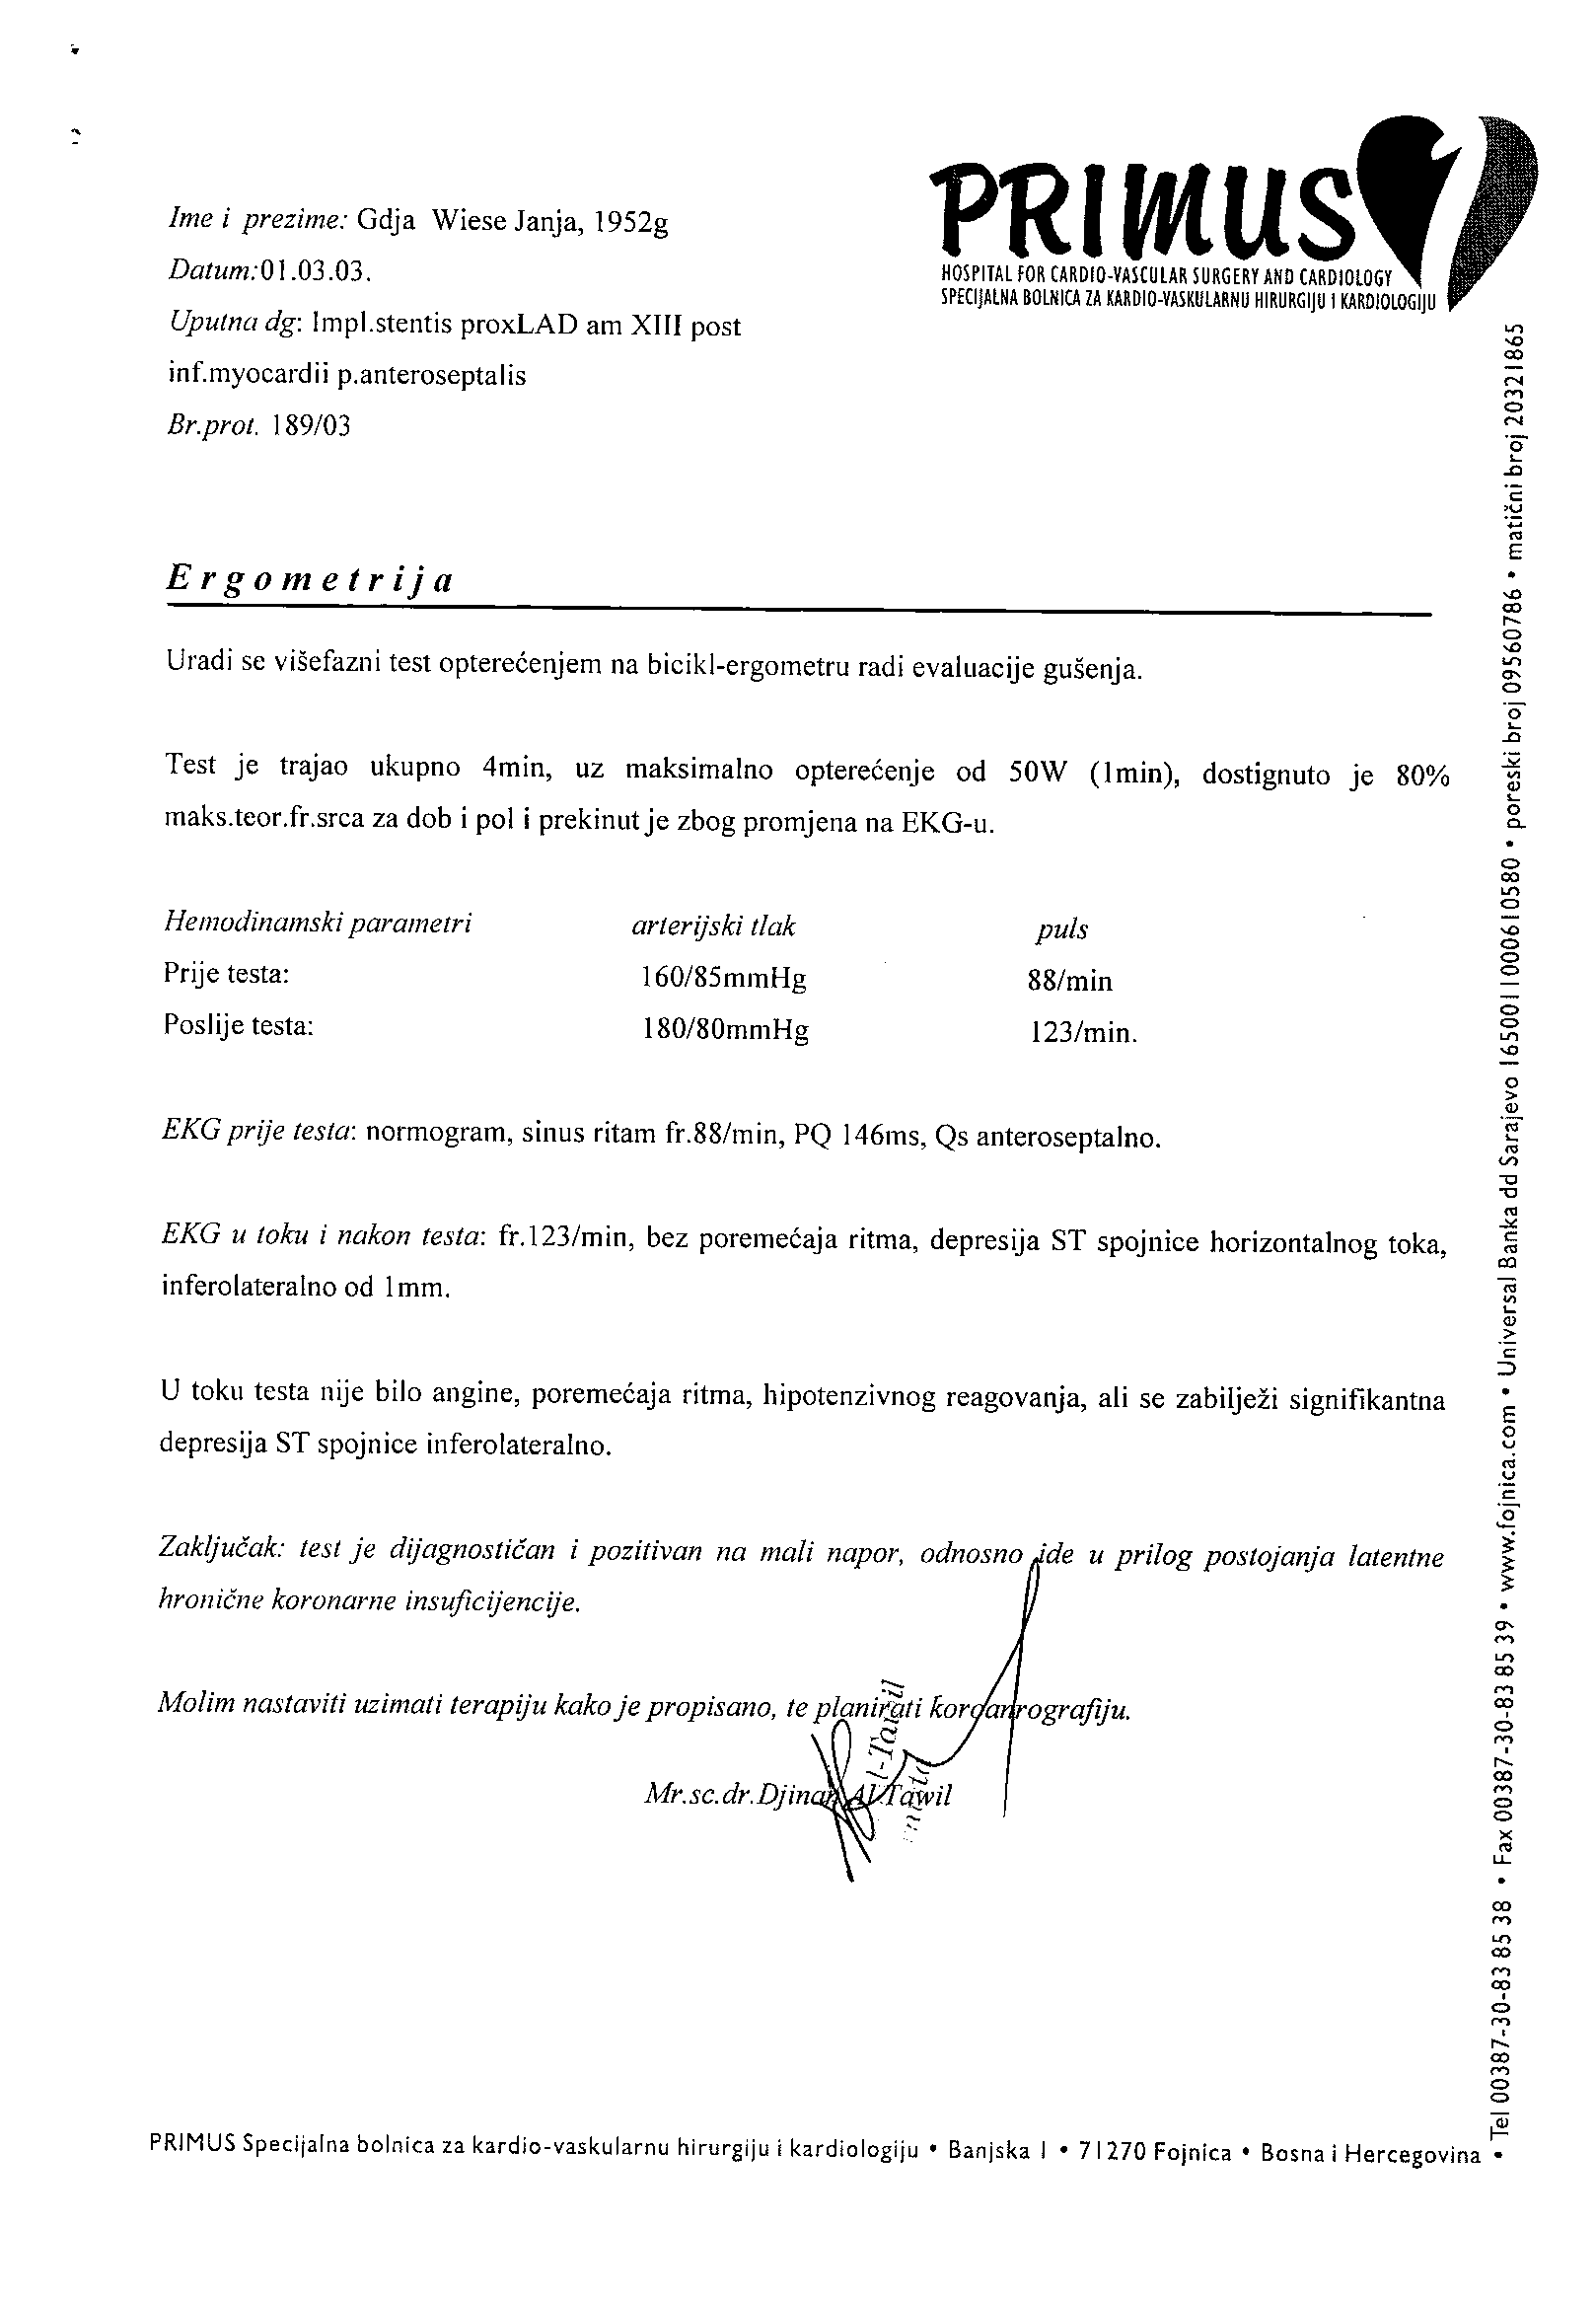 PRIMUS
HOSPITAL FOR CARDIO-VASCULAR SURGERY AND CARDIOLOGY
SPECIJALNA BOLNICA ZA KARDIO-VASKULARNU HIRURGIJU I KARDIOLOGIJU
Ime i prezime: Gdja Wiese Janja, 1952g
Datum:01.03.03.
Uputna dg: Impl.stentis proxLAD am XIII post
inf.myocardii p.anteroseptalis
Br.prot. 189/03
Ergometrija
Uradi se višefazni test opterećenjem na bicikl-ergometru radi evaluacije gušenja.
Test je trajao ukupno 4min, uz maksimalno opterećenje od 50W (1min), dostignuto je 80%
maks.teor.fr.srca za dob i pol i prekinut je zbog promjena na EKG-u.
Hemodinamski parametri arterijski tlak puls
Prije testa: 160/85mmHg 88/min
Poslije testa: 180/80mmHg 123/min.
EKG prije testa: normogram, sinus ritam fr.88/min, PQ 146ms, Qs anteroseptalno.
EKG u toku i nakon testa: fr.123/min, bez poremećaja ritma, depresija ST spojnice horizontalnog toka,
inferolateralno od 1mm.
U toku testa nije bilo angine, poremećaja ritma, hipotenzivnog reagovanja, ali se zabilježi signifikantna
depresija ST spojnice inferolateralno.
Zaključak: test je dijagnostičan i pozitivan na mali napor, odnosno ide u prilog postojanja latentne
hronične koronarne insuficijencije.
Molim nastaviti uzimati terapiju kako je propisano, te planirati koroanrografiju.
Mr.sc.dr.Djinan Al Tawil
PRIMUS Specijalna bolnica za kardio-vaskularnu hirurgiju i kardiologiju • Banjska 1 • 71270 Fojnica • Bosna i Hercegovina •
Tel 00387-30-83 85 38 • Fax 00387-30-83 85 39 • www.fojnica.com • Universal Banka dd Sarajevo 1650011000610580 • poreski broj 09560786 • matični broj 20321865